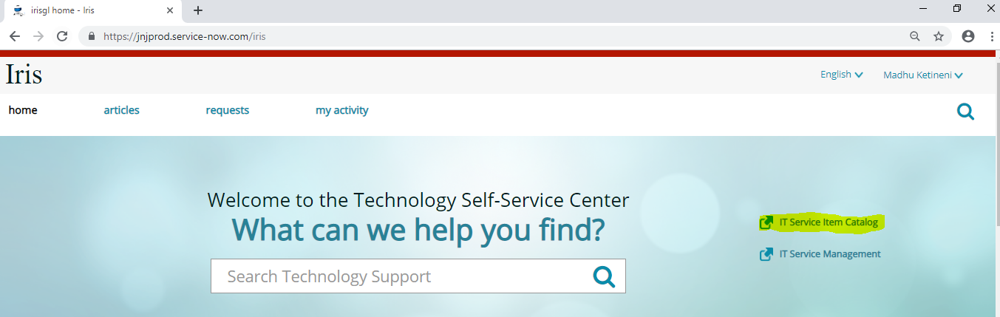 irisgl home - Iris
https://jnjprod.service-now.com/iris
Iris
English
Madhu Ketineni
home
articles
requests
my activity
Welcome to the Technology Self-Service Center
What can we help you find?
IT Service Item Catalog
IT Service Management
Search Technology Support